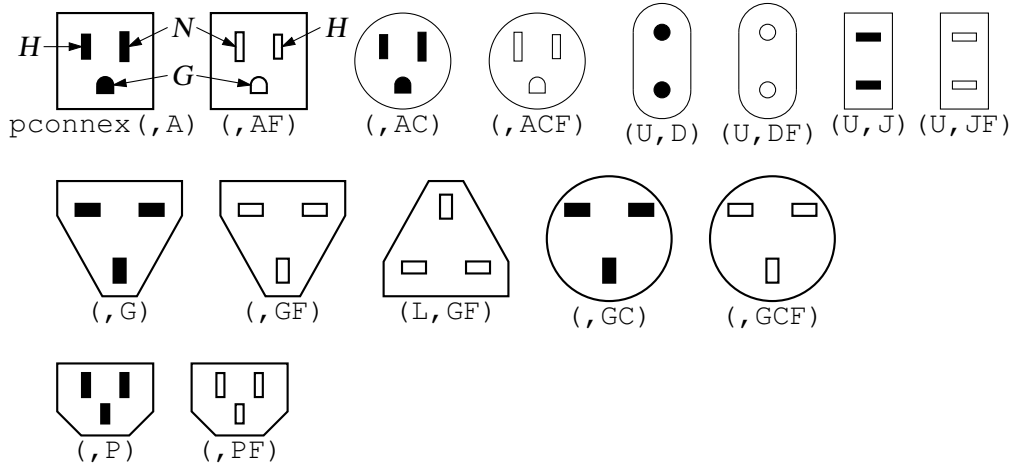 H N H
G
pconnex(,A) (,AF) (,AC) (,ACF) (U,D) (U,DF) (U,J) (U,JF)
(,G) (,GF) (L,GF) (,GC) (,GCF)
(,P) (,PF)